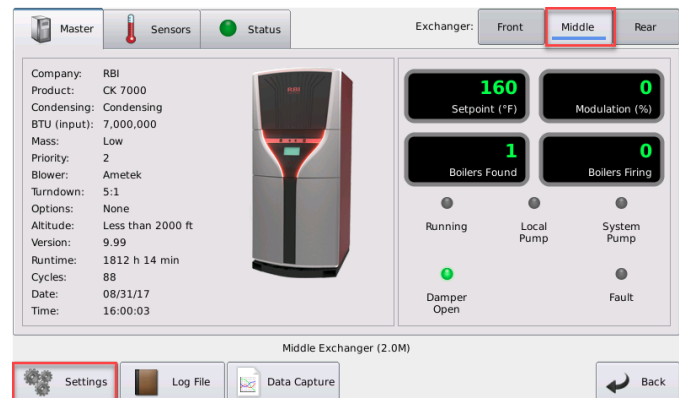 Master
Sensors
Status
Exchanger:
Front
Middle
Rear
Company: RBI
Product: CK 7000
Condensing: Condensing
BTU (input): 7,000,000
Mass: Low
Priority: 2
Blower: Ametek
Turndown: 5:1
Options: None
Altitude: Less than 2000 ft
Version: 9.99
Runtime: 1812 h 14 min
Cycles: 88
Date: 08/31/17
Time: 16:00:03
RBI
160
Setpoint (°F)
0
Modulation (%)
1
Boilers Found
0
Boilers Firing
Running
Local
Pump
System
Pump
Damper
Open
Fault
Middle Exchanger (2.0M)
Settings
Log File
Data Capture
Back